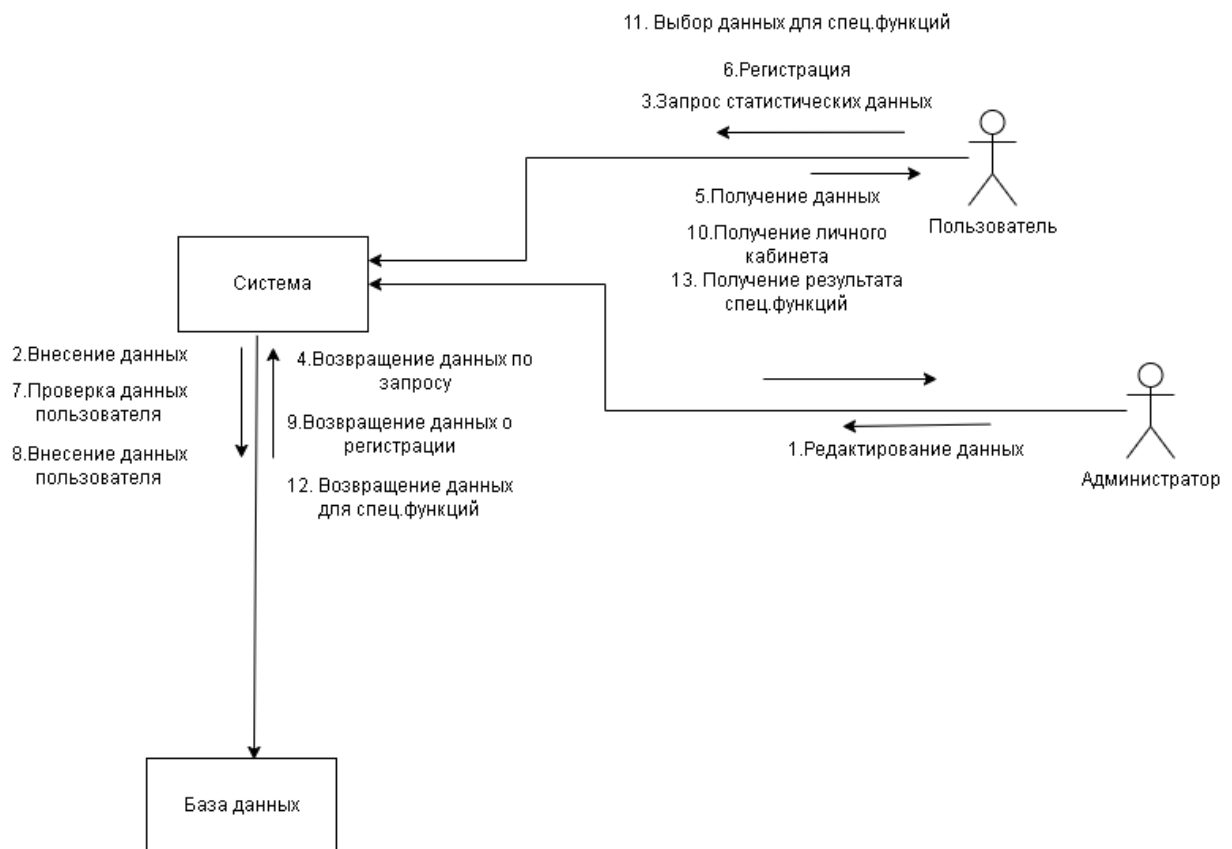 11. Выбор данных для спец.функций
6.Регистрация
3.Запрос статистических данных
5.Получение данных
Пользователь
10.Получение личного
кабинета
13. Получение результата
спец.функций
Система
2.Внесение данных
7.Проверка данных
пользователя
8.Внесение данных
пользователя
4.Возвращение данных по
запросу
9.Возвращение данных о
регистрации
12. Возвращение данных
для спец.функций
1.Редактирование данных
Администратор
База данных